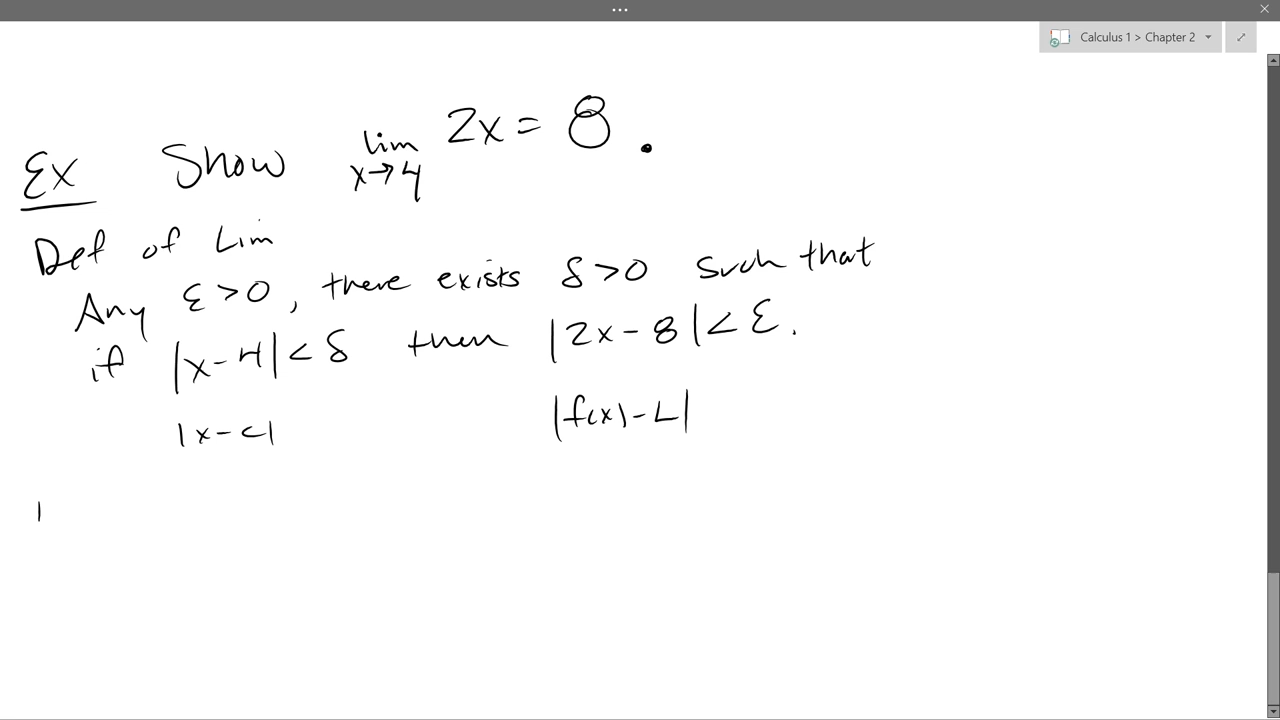 Calculus 1 > Chapter 2
Ex Show lim x→4 2x = 8.
Def of Lim
Any ε > 0, there exists δ > 0 such that
if |x - 4| < δ then |2x - 8| < ε.
|x - c| |f(x) - L|
|